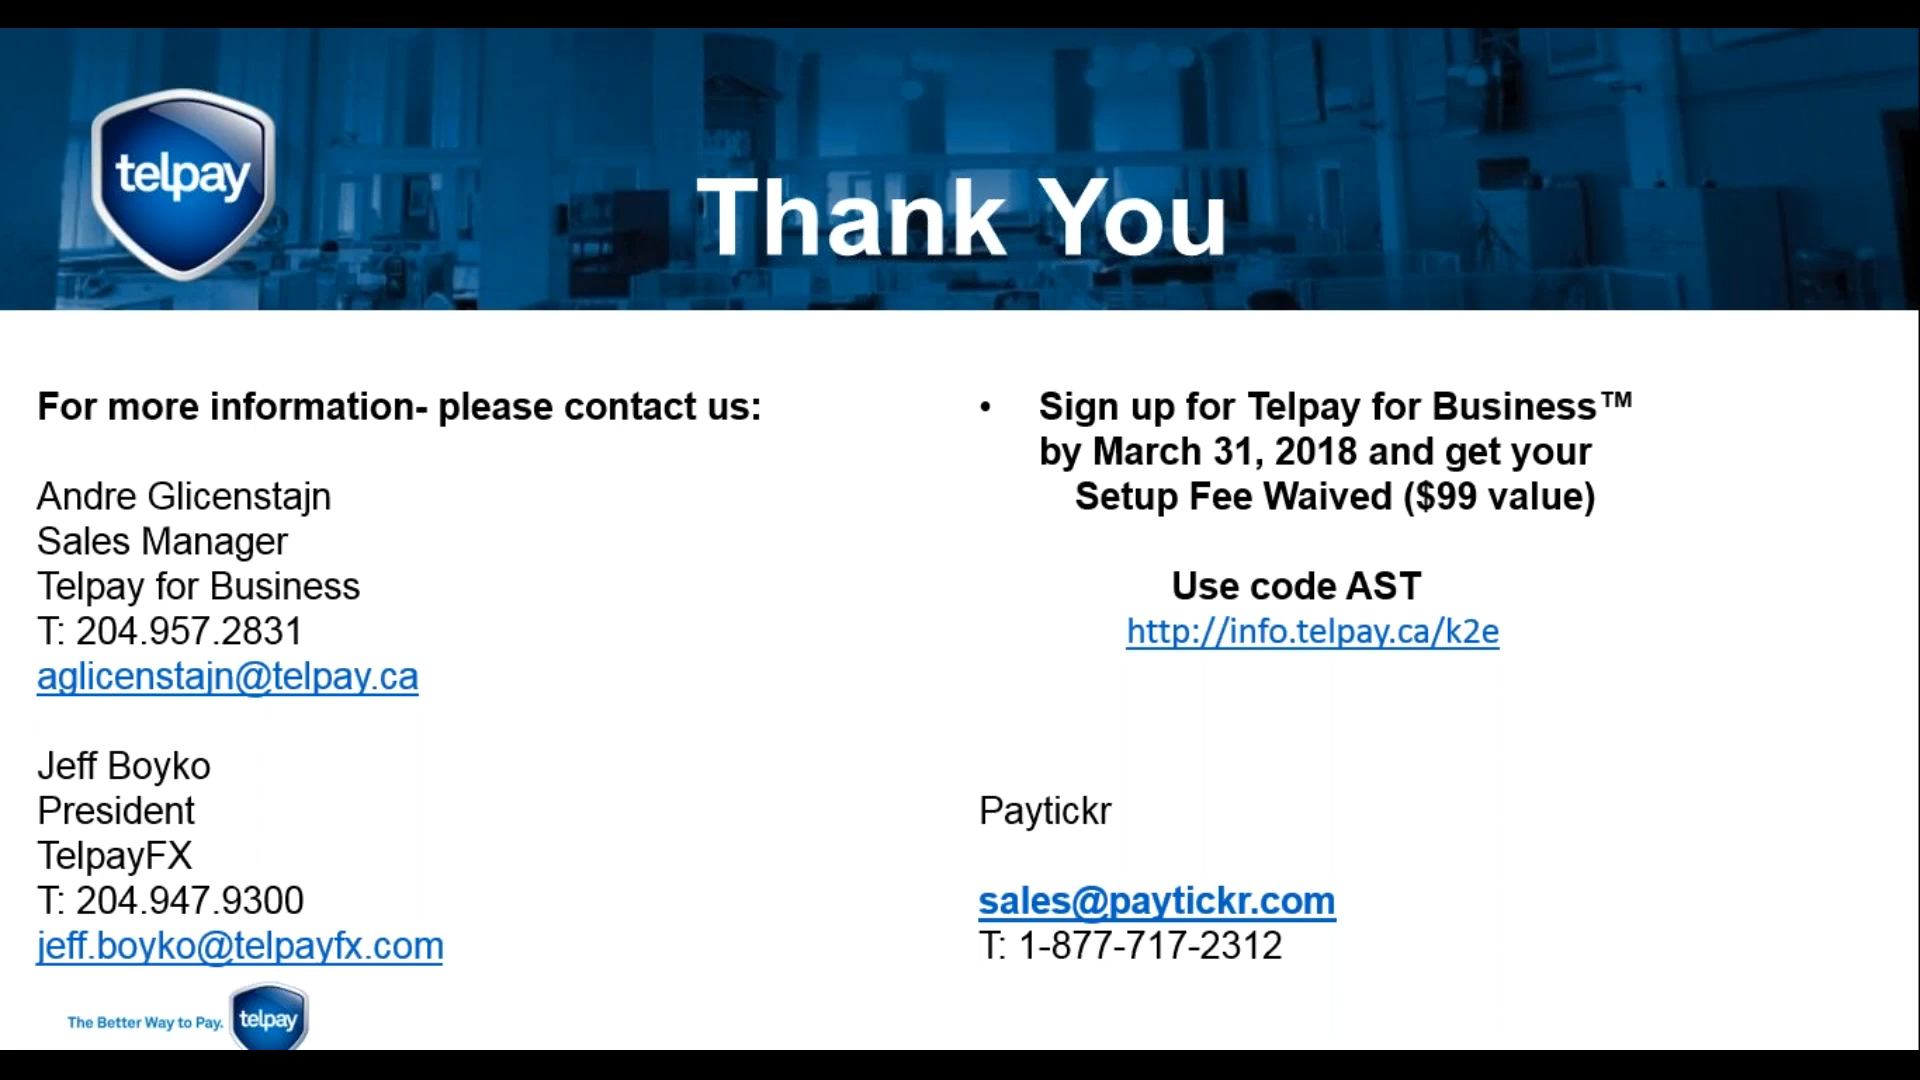 telpay
Thank You
For more information- please contact us:
Andre Glicenstajn
Sales Manager
Telpay for Business
T: 204.957.2831
aglicenstajn@telpay.ca
Jeff Boyko
President
TelpayFX
T: 204.947.9300
jeff.boyko@telpayfx.com
• Sign up for Telpay for Business™
by March 31, 2018 and get your
Setup Fee Waived ($99 value)
Use code AST
http://info.telpay.ca/k2e
Paytickr
sales@paytickr.com
T: 1-877-717-2312
The Better Way to Pay. telpay